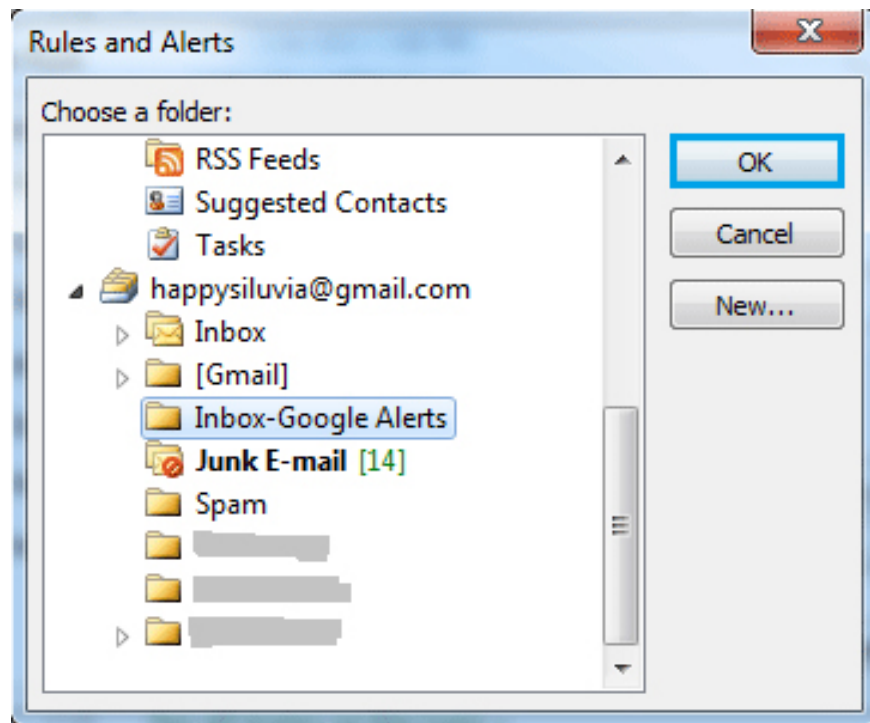 Rules and Alerts
Choose a folder:
RSS Feeds
Suggested Contacts
Tasks
happysiluvia@gmail.com
Inbox
[Gmail]
Inbox-Google Alerts
Junk E-mail [14]
Spam
OK
Cancel
New...